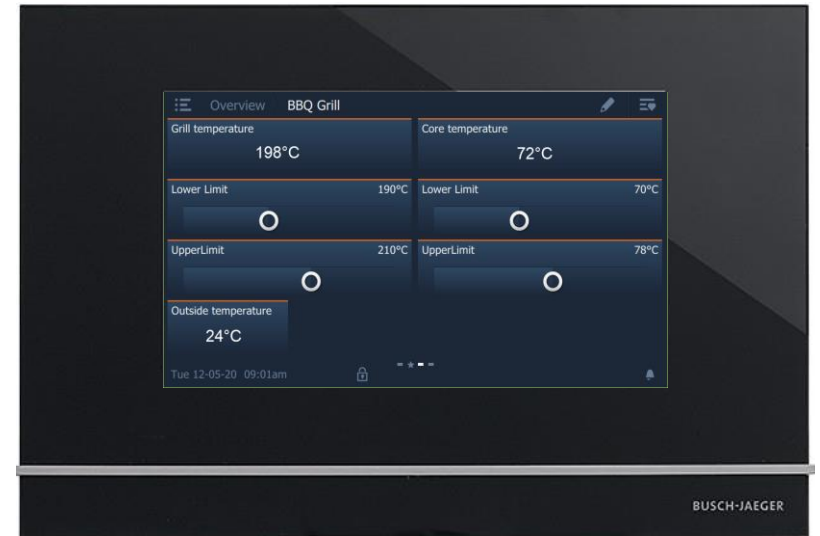 Overview BBQ Grill
Grill temperature
198°C
Core temperature
72°C
Lower Limit 190°C
Lower Limit 70°C
UpperLimit 210°C
UpperLimit 78°C
Outside temperature
24°C
Tue 12-05-20 09:01am
BUSCH-JAEGER